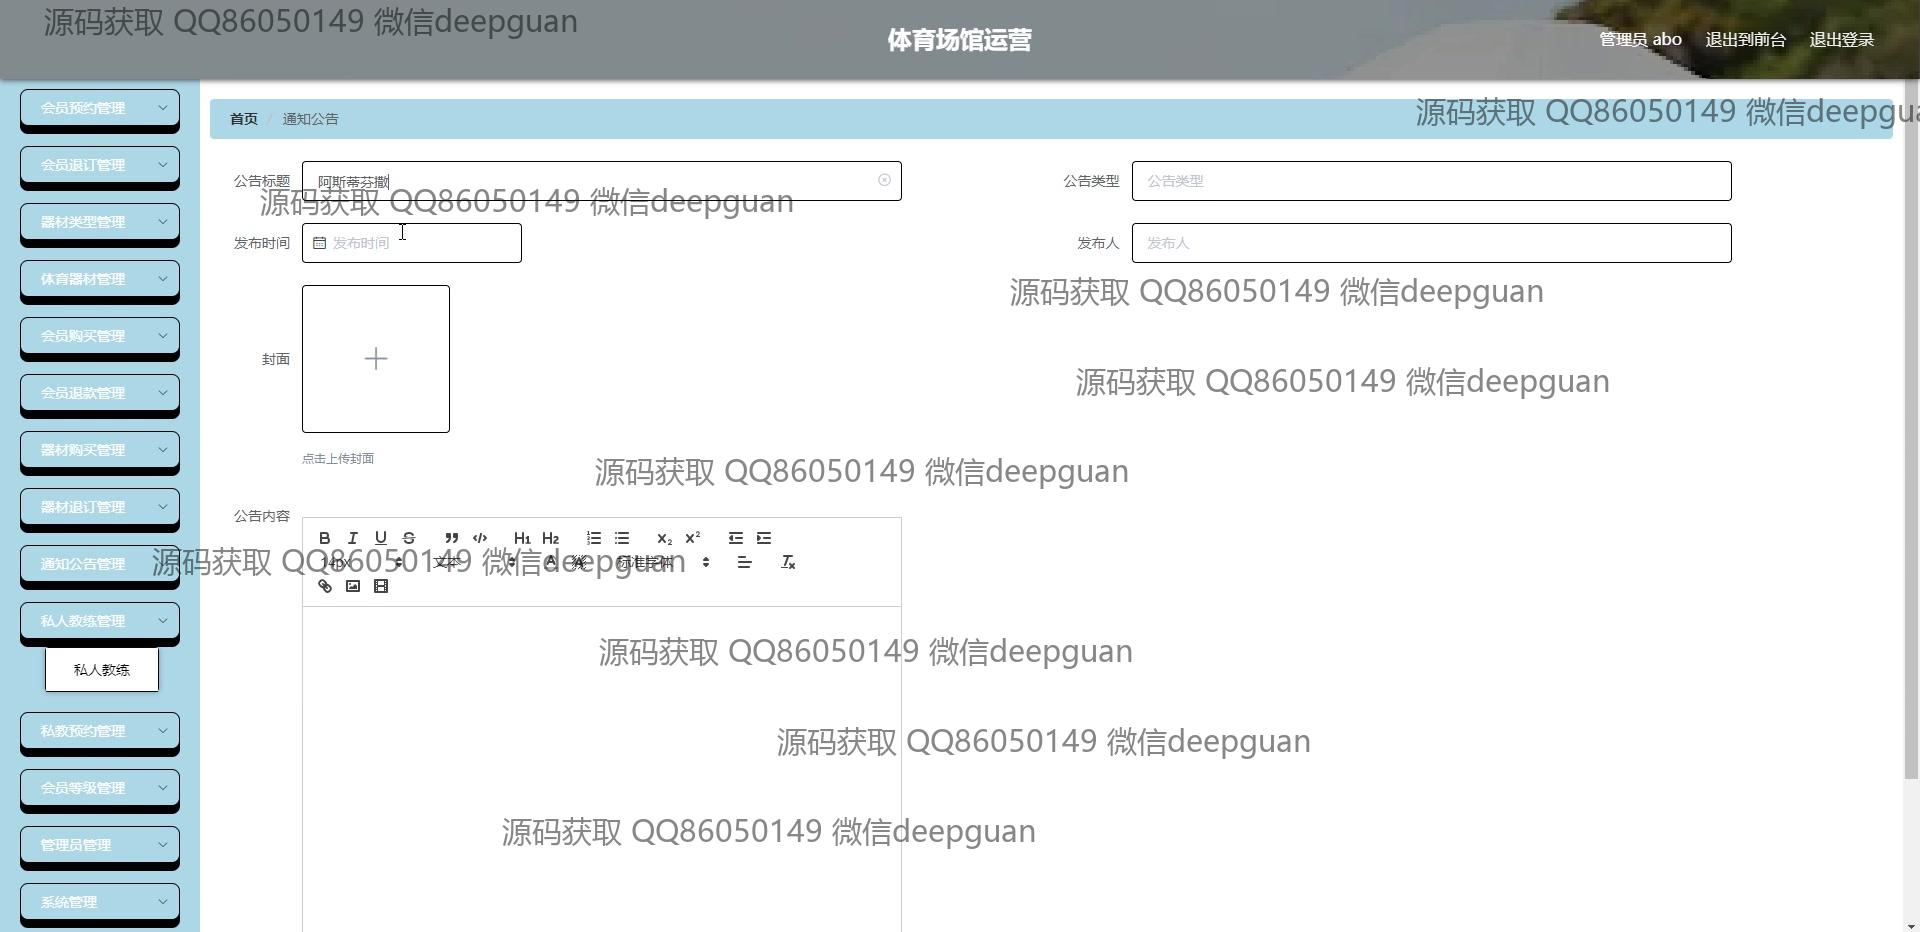 源码获取 QQ86050149 微信deepguan
体育场馆运营
管理员 abo 退出到前台 退出登录
会员预约管理
会员退订管理
器材类型管理
体育器材管理
会员购买管理
会员退款管理
器材购买管理
器材退订管理
通知公告管理
私人教练管理
私人教练
私教预约管理
会员等级管理
管理员管理
系统管理
首页 / 通知公告
源码获取 QQ86050149 微信deepgua
公告标题 阿斯蒂芬撒
公告类型 公告类型
源码获取 QQ86050149 微信deepguan
发布时间 发布时间
发布人 发布人
源码获取 QQ86050149 微信deepguan
封面
源码获取 QQ86050149 微信deepguan
点击上传封面
源码获取 QQ86050149 微信deepguan
公告内容
B I U S H1 H2 X2 X2
14px 文本 A 标准字体
源码获取 QQ86050149 微信deepguan
源码获取 QQ86050149 微信deepguan
源码获取 QQ86050149 微信deepguan
源码获取 QQ86050149 微信deepguan